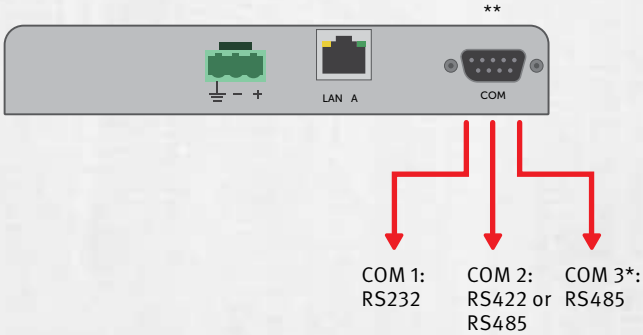 **
LAN A
COM
COM 1:
RS232
COM 2:
RS422 or
RS485
COM 3*:
RS485